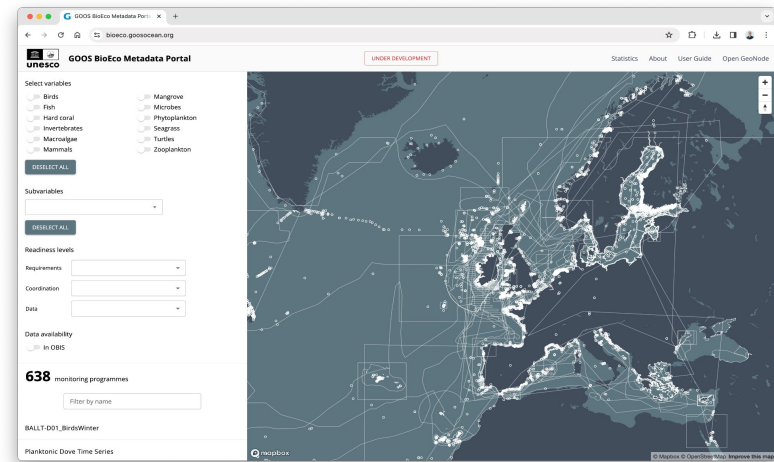 GOOS BioEco Metadata Porta
bioeco.goosocean.org
unesco
GOOS BioEco Metadata Portal
UNDER DEVELOPMENT
Statistics
About
User Guide
Open GeoNode
Select variables
Birds
Mangrove
Fish
Microbes
Hard coral
Phytoplankton
Invertebrates
Seagrass
Macroalgae
Turtles
Mammals
Zooplankton
DESELECT ALL
Subvariables
DESELECT ALL
Readiness levels
Requirements
Coordination
Data
Data availability
In OBIS
638 monitoring programmes
Filter by name
BALLT-D01_BirdsWinter
Planktonic Dove Time Series
mapbox
© Mapbox © OpenStreetMap Improve this map